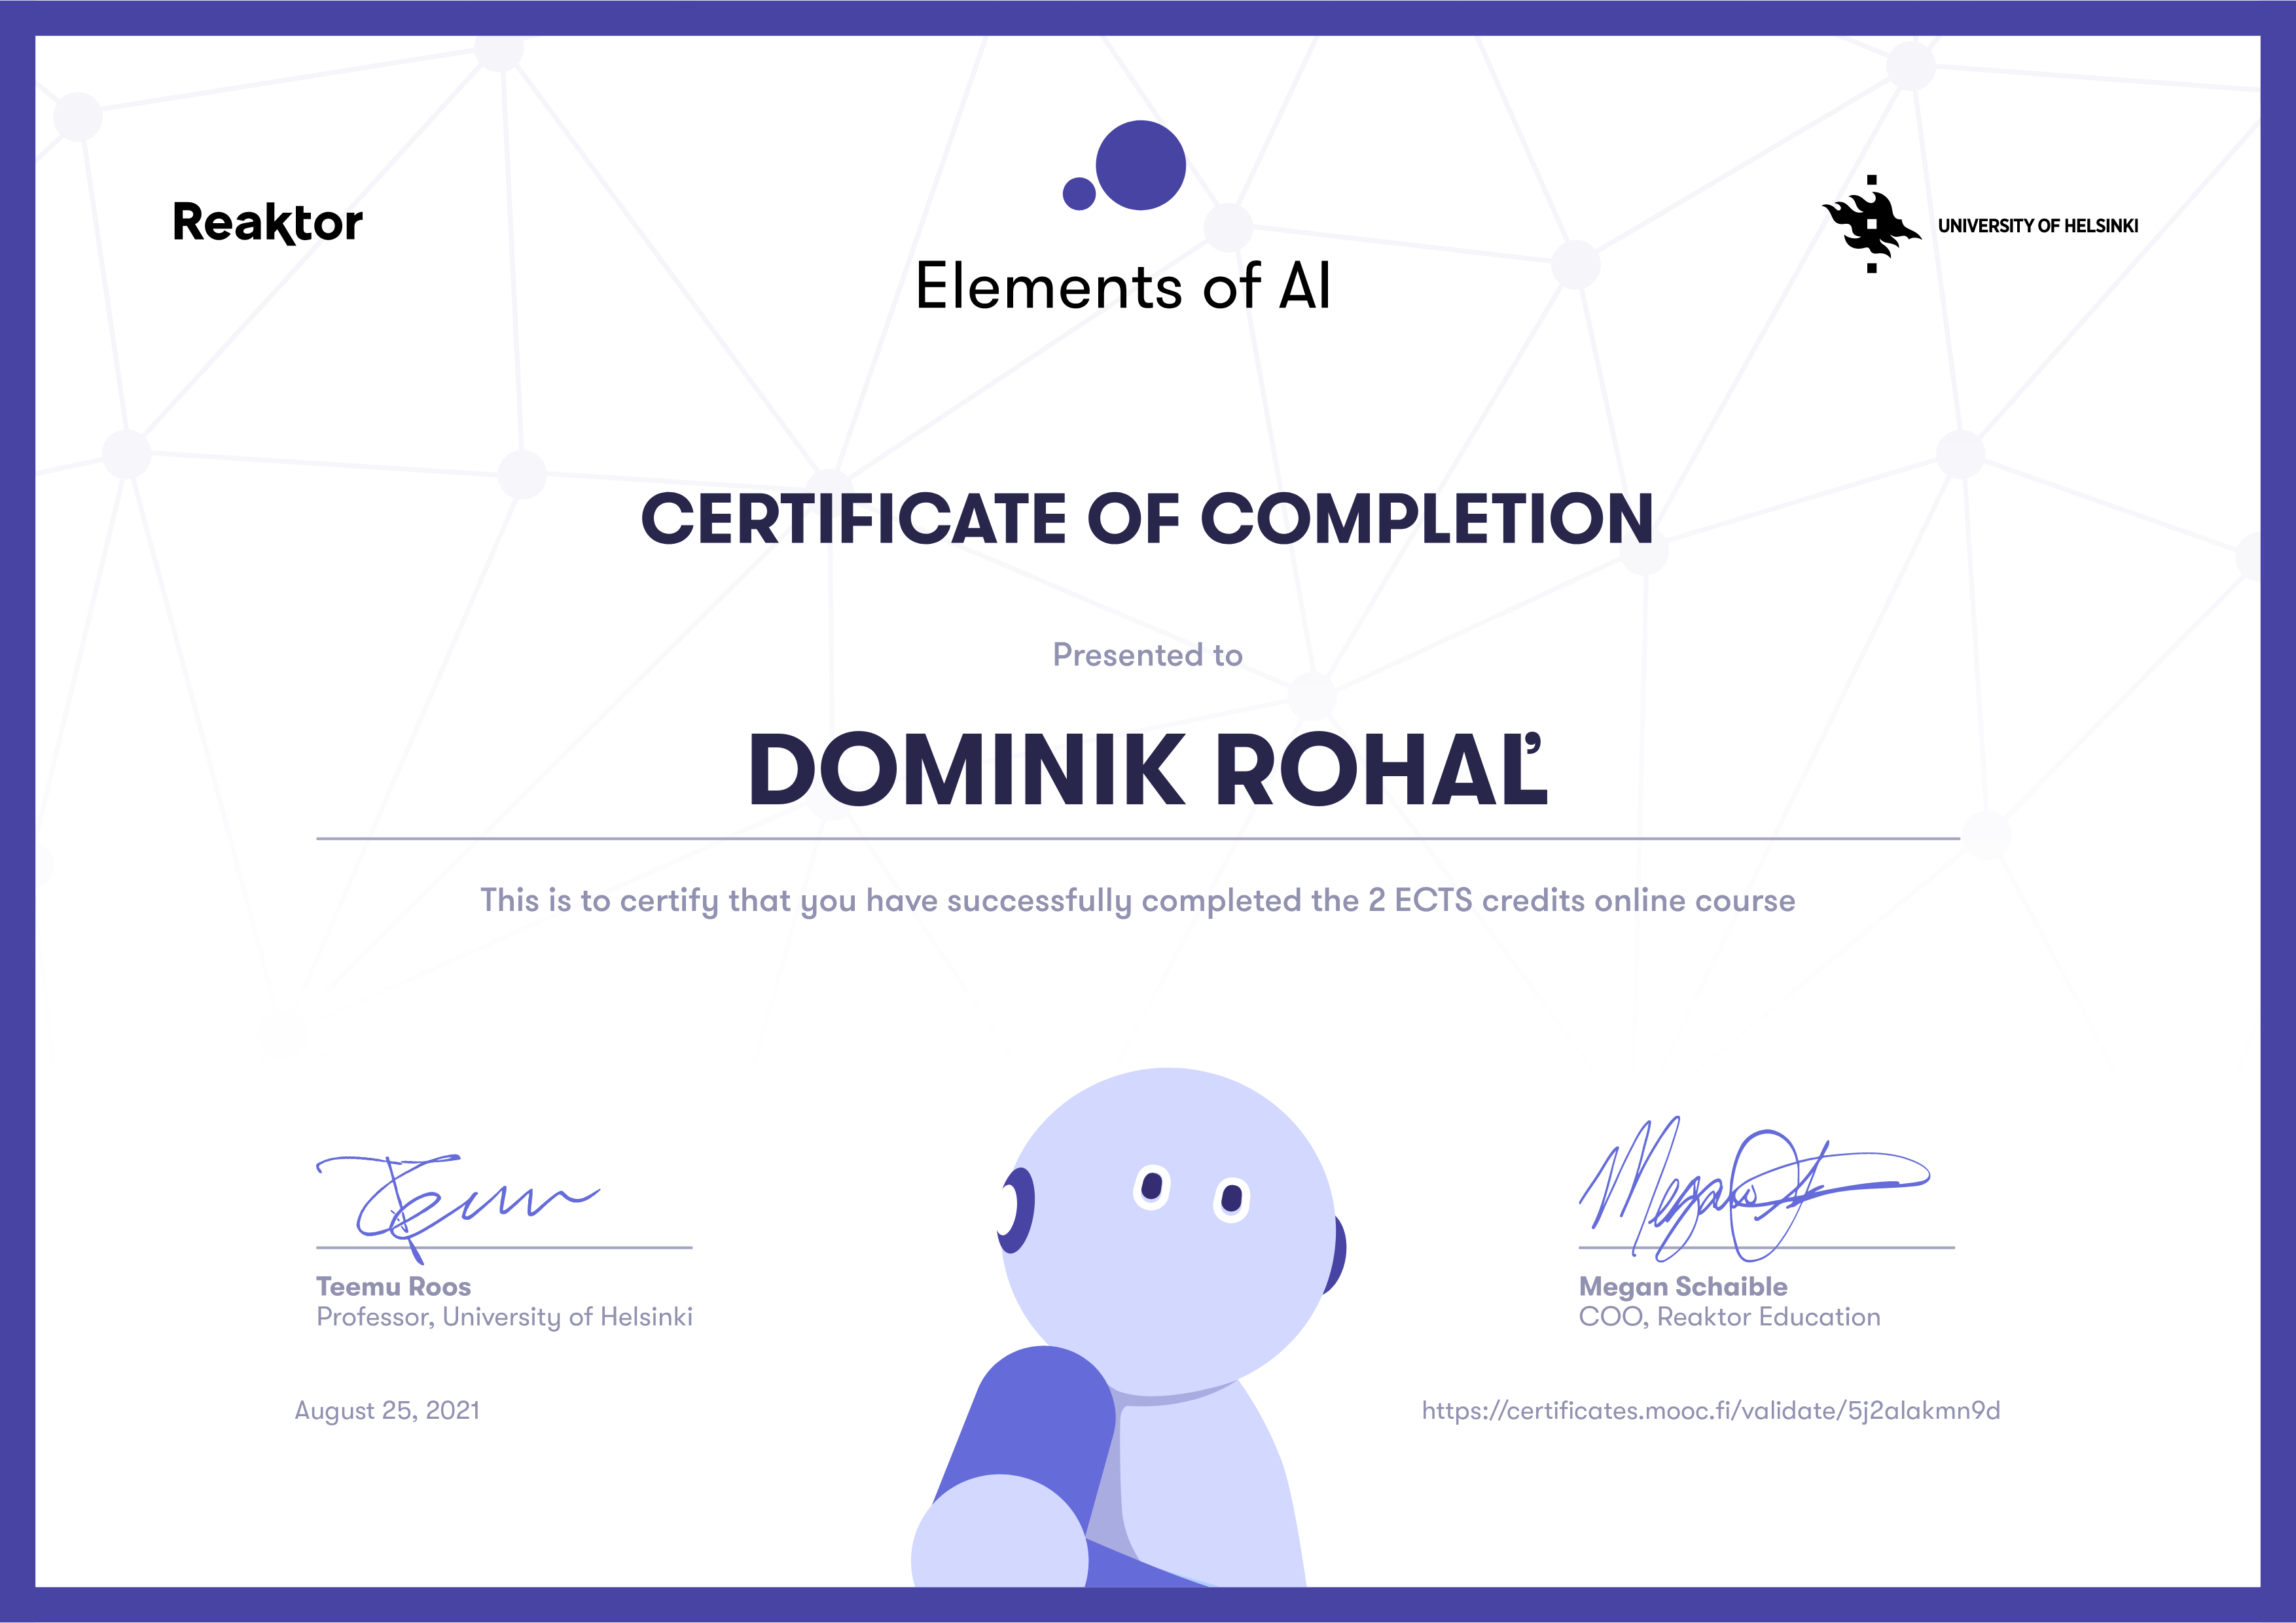 Reaktor
Elements of AI
UNIVERSITY OF HELSINKI
CERTIFICATE OF COMPLETION
Presented to
DOMINIK ROHAĽ
This is to certify that you have successfully completed the 2 ECTS credits online course
Teemu Roos
Professor, University of Helsinki
Megan Schaible
COO, Reaktor Education
August 25, 2021
https://certificates.mooc.fi/validate/5j2alakmn9d